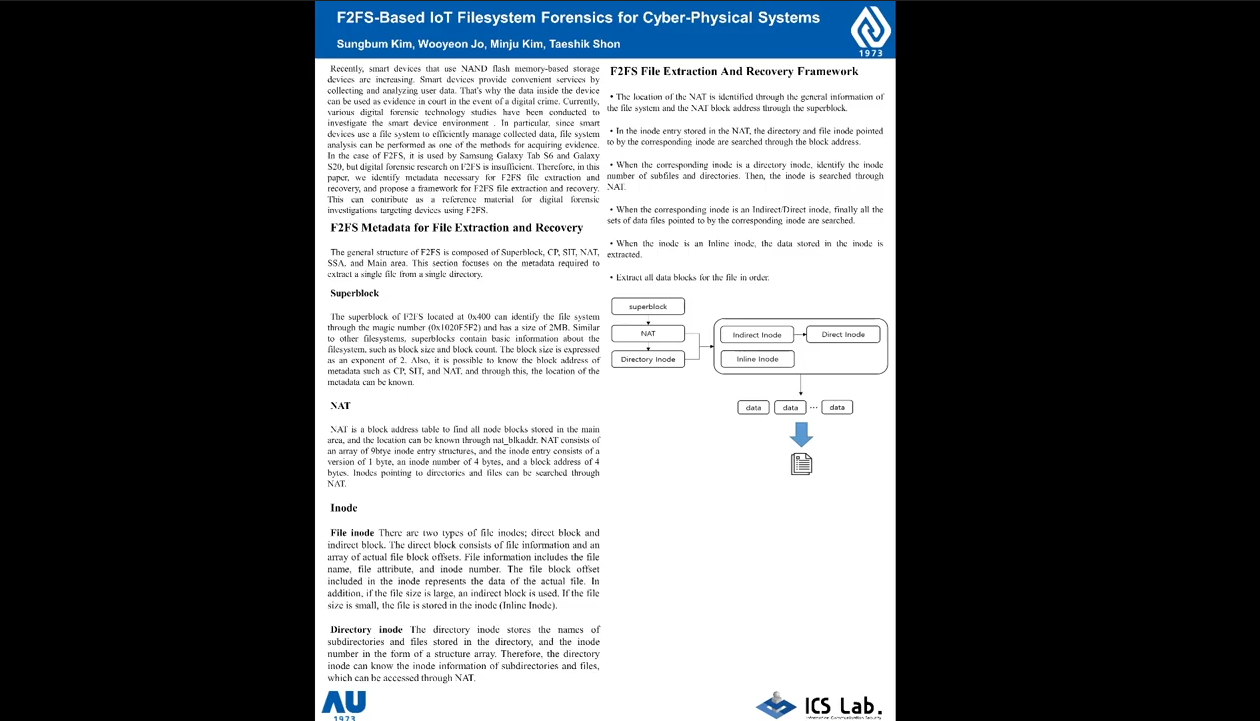 F2FS-Based IoT Filesystem Forensics for Cyber-Physical Systems
Sungbum Kim, Wooyeon Jo, Minju Kim, Taeshik Shon
1973
Recently, smart devices that use NAND flash memory-based storage
devices are increasing. Smart devices provide convenient services by
collecting and analyzing user data. That's why the data inside the device
can be used as evidence in court in the event of a digital crime. Currently,
various digital forensic technology studies have been conducted to
investigate the smart device environment . In particular, since smart
devices use a file system to efficiently manage collected data, file system
analysis can be performed as one of the methods for acquiring evidence.
In the case of F2FS, it is used by Samsung Galaxy Tab S6 and Galaxy
S20, but digital forensic research on F2FS is insufficient. Therefore, in this
paper, we identify metadata necessary for F2FS file extraction and
recovery, and propose a framework for F2FS file extraction and recovery.
This can contribute as a reference material for digital forensic
investigations targeting devices using F2FS.
F2FS Metadata for File Extraction and Recovery
The general structure of F2FS is composed of Superblock, CP, SIT, NAT,
SSA, and Main area. This section focuses on the metadata required to
extract a single file from a single directory.
Superblock
The superblock of F2FS located at 0x400 can identify the file system
through the magic number (0x1020F5F2) and has a size of 2MB. Similar
to other filesystems, superblocks contain basic information about the
filesystem, such as block size and block count. The block size is expressed
as an exponent of 2. Also, it is possible to know the block address of
metadata such as CP, SIT, and NAT, and through this, the location of the
metadata can be known.
NAT
NAT is a block address table to find all node blocks stored in the main
area, and the location can be known through nat_blkaddr. NAT consists of
an array of 9btye inode entry structures, and the inode entry consists of a
version of 1 byte, an inode number of 4 bytes, and a block address of 4
bytes. Inodes pointing to directories and files can be searched through
NAT.
Inode
File inode There are two types of file inodes; direct block and
indirect block. The direct block consists of file information and an
array of actual file block offsets. File information includes the file
name, file attribute, and inode number. The file block offset
included in the inode represents the data of the actual file. In
addition, if the file size is large, an indirect block is used. If the file
size is small, the file is stored in the inode (Inline Inode).
Directory inode The directory inode stores the names of
subdirectories and files stored in the directory, and the inode
number in the form of a structure array. Therefore, the directory
inode can know the inode information of subdirectories and files,
which can be accessed through NAT.
F2FS File Extraction And Recovery Framework
• The location of the NAT is identified through the general information of
the file system and the NAT block address through the superblock.
• In the inode entry stored in the NAT, the directory and file inode pointed
to by the corresponding inode are searched through the block address.
• When the corresponding inode is a directory inode, identify the inode
number of subfiles and directories. Then, the inode is searched through
NAT.
• When the corresponding inode is an Indirect/Direct inode, finally all the
sets of data files pointed to by the corresponding inode are searched.
• When the inode is an Inline inode, the data stored in the inode is
extracted.
• Extract all data blocks for the file in order.
superblock
NAT
Directory Inode
Indirect Inode
Direct Inode
Inline Inode
data
data
...
data
AU
1973
ICS Lab.
Information Communication Security